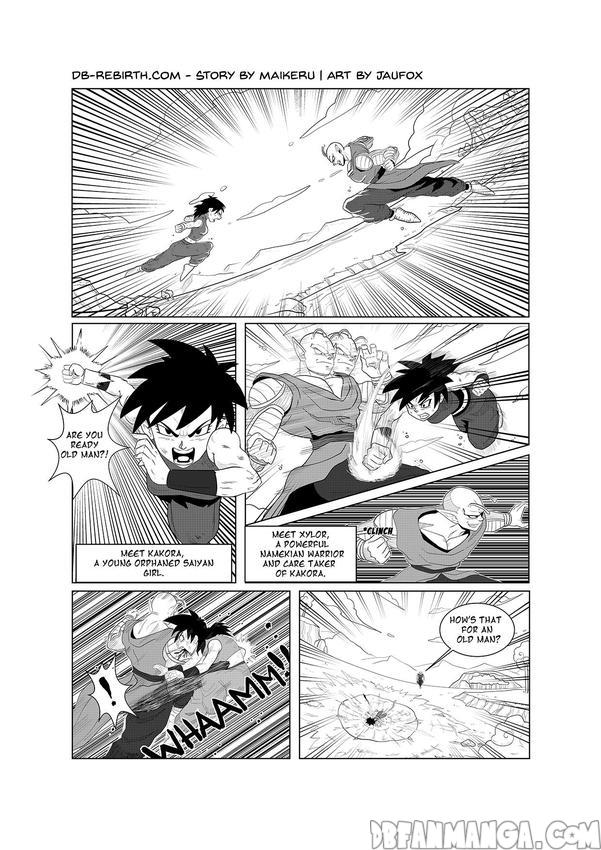 DB-REBIRTH.COM - STORY BY MAIKERU | ART BY JAUFOX
ARE YOU
READY
OLD MAN?!
MEET KAKORA,
A YOUNG ORPHANED SAIYAN
GIRL.
MEET XYLOR,
A POWERFUL
NAMEKIAN WARRIOR
AND CARE TAKER
OF KAKORA.
*CLINCH
!
WHAAAMM!!
HOW'S THAT
FOR AN
OLD MAN?
DBFANMANGA.COM